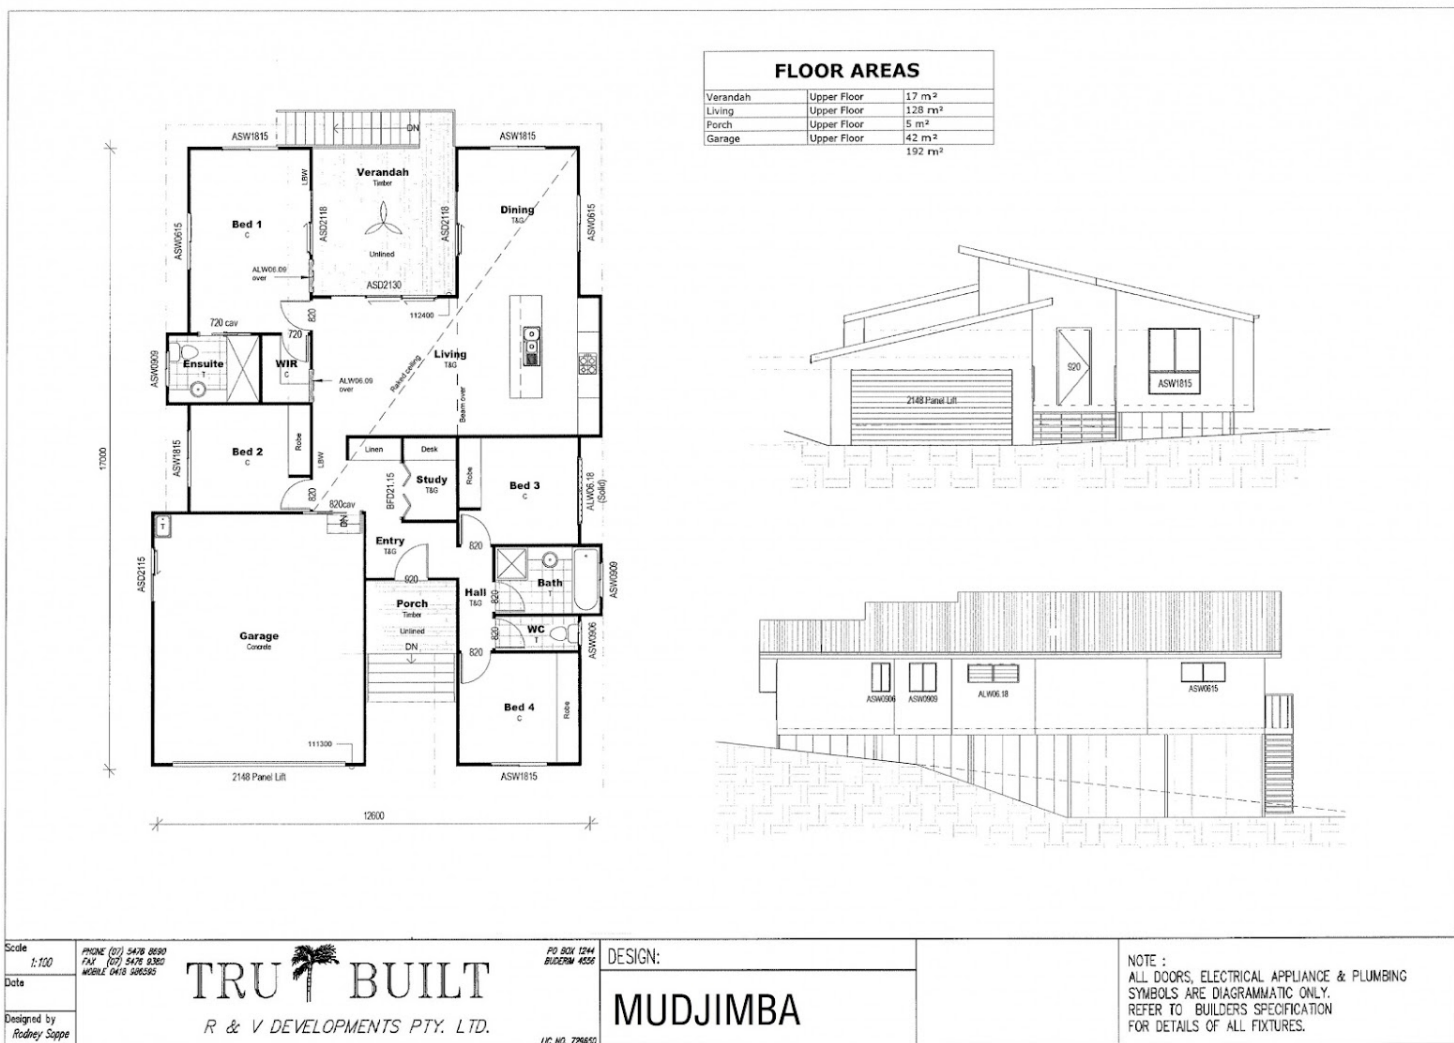 FLOOR AREAS
Verandah Upper Floor 17 m²
Living Upper Floor 128 m²
Porch Upper Floor 5 m²
Garage Upper Floor 42 m²
192 m²
DN
ASW1815
ASW1815
Verandah
Timber
LBW
Bed 1
C
ASD2118
ASD2118
Dining
T&G
ASW0615
ASW0615
Unlined
ALW06.09
over
ASD2130
112400
820
720 cav
720
Ensuite
T
WIR
C
ASW0909
ALW06.09
over
Living
T&G
Raked ceiling
Beam over
17000
ASW1815
Bed 2
C
Robe
LBW
Linen
Desk
BFD21.15
Study
T&G
Robe
Bed 3
C
ALW06.18
(Solid)
820
820cav
DN
T
Entry
T&G
820
920
ASD2115
Hall
T&G
820
Bath
T
ASW0909
Porch
Timber
Unlined
DN
820
WC
T
ASW0906
820
Garage
Concrete
Bed 4
C
Robe
111300
2148 Panel Lift
ASW1815
12600
920
ASW1815
2148 Panel Lift
ASW0906
ASW0909
ALW06.18
ASW0615
Scale
1:100
Date
Designed by
Rodney Soppe
PHONE (07) 5476 8690
FAX (07) 5476 9380
MOBILE 0418 986595
TRU BUILT
R & V DEVELOPMENTS PTY. LTD.
PO BOX 1244
BUDERIM 4556
LIC NO. 729850
DESIGN:
MUDJIMBA
NOTE :
ALL DOORS, ELECTRICAL APPLIANCE & PLUMBING
SYMBOLS ARE DIAGRAMMATIC ONLY.
REFER TO BUILDERS SPECIFICATION
FOR DETAILS OF ALL FIXTURES.